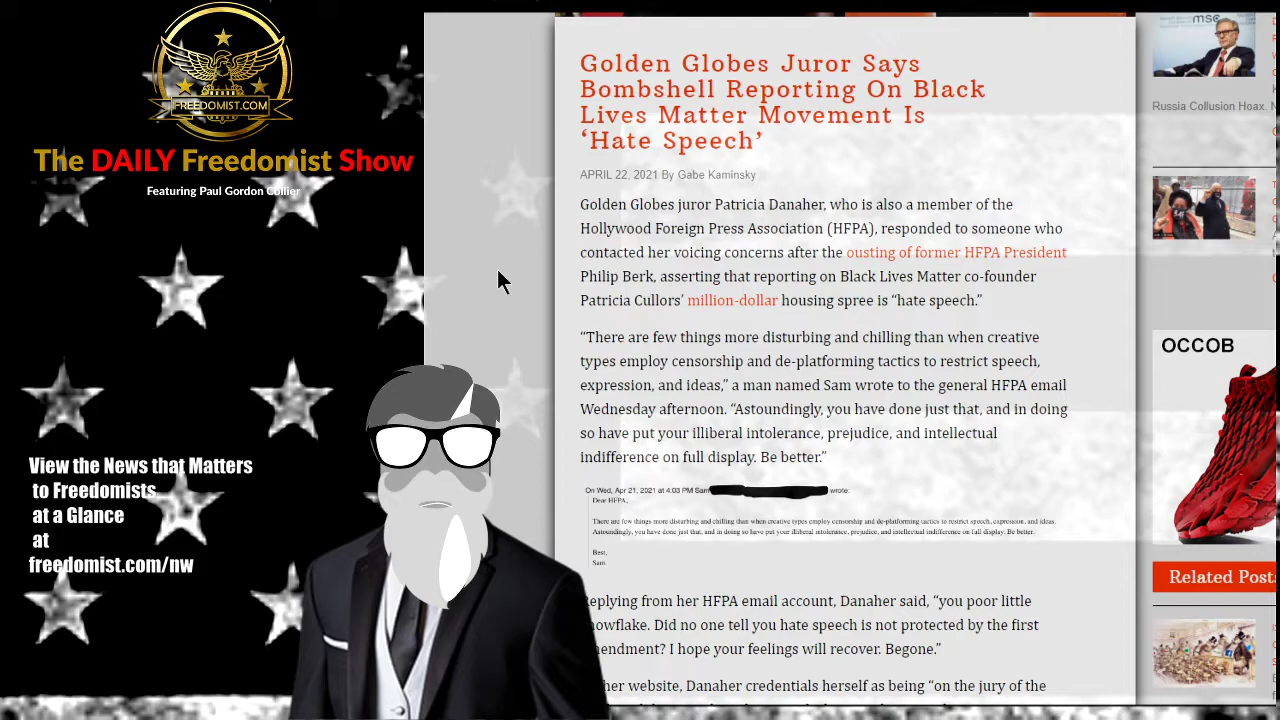 FREEDOMIST.COM
The DAILY Freedomist Show
Featuring Paul Gordon Collier
View the News that Matters
to Freedomists
at a Glance
at
freedomist.com/nw
Golden Globes Juror Says
Bombshell Reporting On Black
Lives Matter Movement Is
‘Hate Speech’
APRIL 22, 2021 By Gabe Kaminsky
Golden Globes juror Patricia Danaher, who is also a member of the
Hollywood Foreign Press Association (HFPA), responded to someone who
contacted her voicing concerns after the ousting of former HFPA President
Philip Berk, asserting that reporting on Black Lives Matter co-founder
Patricia Cullors’ million-dollar housing spree is “hate speech.”
“There are few things more disturbing and chilling than when creative
types employ censorship and de-platforming tactics to restrict speech,
expression, and ideas,” a man named Sam wrote to the general HFPA email
Wednesday afternoon. “Astoundingly, you have done just that, and in doing
so have put your illiberal intolerance, prejudice, and intellectual
indifference on full display. Be better.”
On Wed, Apr 21, 2021 at 4:03 PM Sam wrote:
Dear HFPA,
There are few things more disturbing and chilling than when creative types employ censorship and de-platforming tactics to restrict speech, expression, and ideas.
Astoundingly, you have done just that, and in doing so have put your illiberal intolerance, prejudice, and intellectual indifference on full display. Be better.
Best,
Sam
eplying from her HFPA email account, Danaher said, “you poor little
nowflake. Did no one tell you hate speech is not protected by the first
mendment? I hope your feelings will recover. Begone.”
her website, Danaher credentials herself as being “on the jury of the
msc
Russia Collusion Hoax.
OCCOB
Related Post